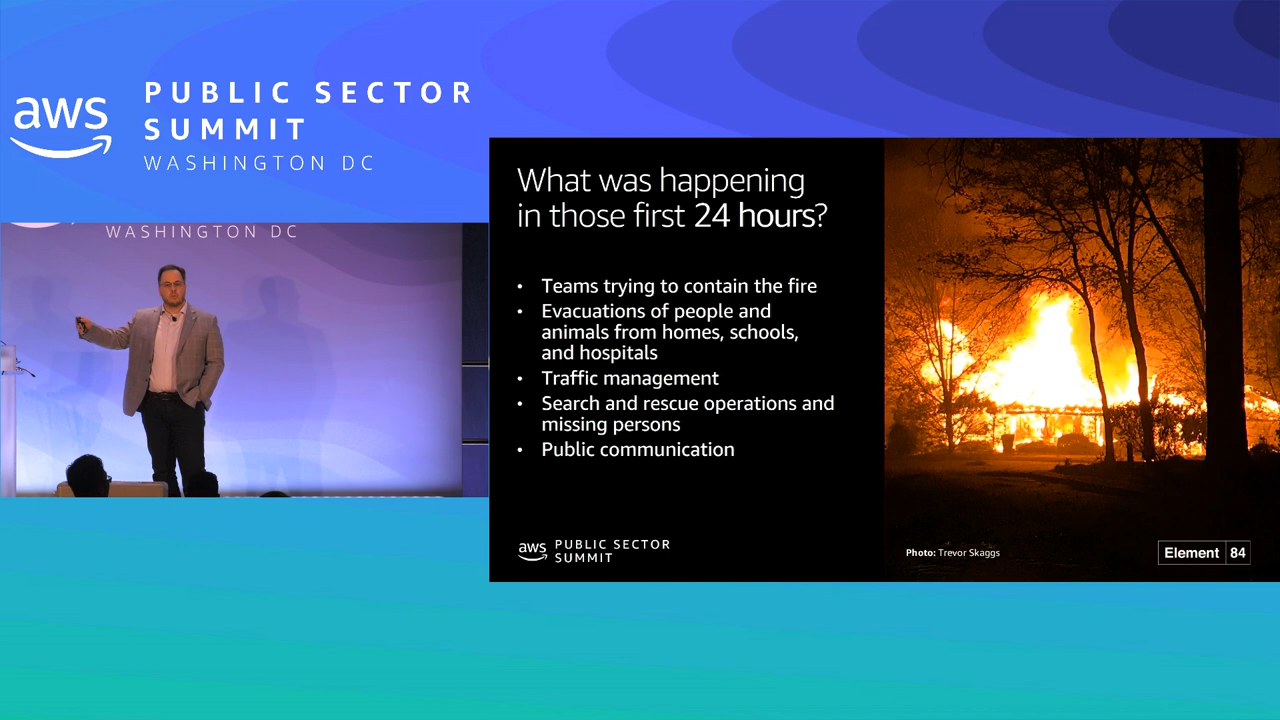 aws
PUBLIC SECTOR
SUMMIT
WASHINGTON DC
WASHINGTON DC
What was happening
in those first 24 hours?
• Teams trying to contain the fire
• Evacuations of people and
animals from homes, schools,
and hospitals
• Traffic management
• Search and rescue operations and
missing persons
• Public communication
aws
PUBLIC SECTOR
SUMMIT
Photo: Trevor Skaggs
Element 84